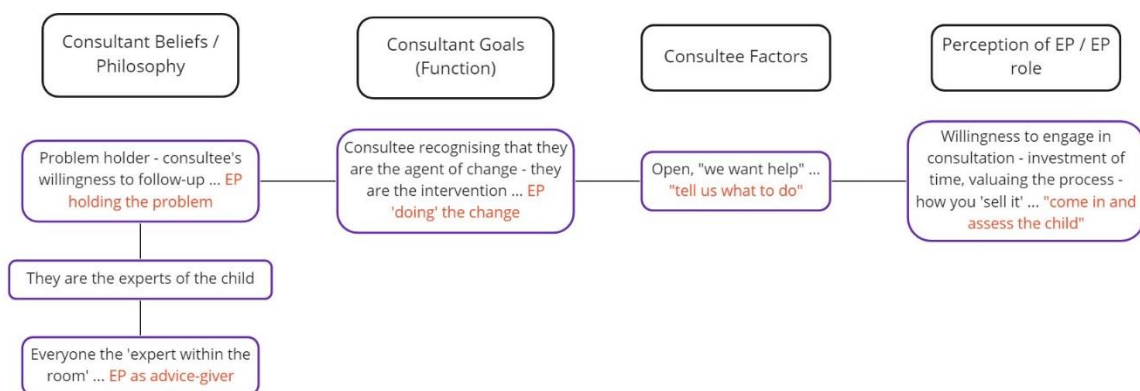 Consultant Beliefs /
Philosophy
Consultant Goals
(Function)
Consultee Factors
Perception of EP / EP
role
Problem holder - consultee's
willingness to follow-up ... EP
holding the problem
Consultee recognising that they
are the agent of change - they
are the intervention ... EP
'doing' the change
Open, "we want help" ...
"tell us what to do"
Willingness to engage in
consultation - investment of
time, valuaing the process -
how you 'sell it' ... "come in and
assess the child"
They are the experts of the child
Everyone the 'expert within the
room' ... EP as advice-giver